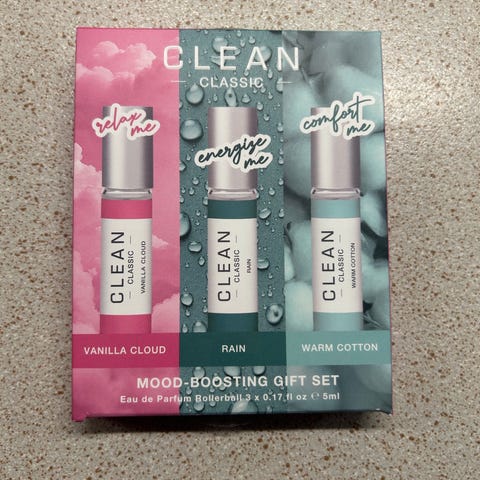 CLEAN
CLASSIC
relax
me
energize
me
comfort
me
CLEAN
CLASSIC
VANILLA CLOUD
CLEAN
CLASSIC
RAIN
CLEAN
CLASSIC
WARM COTTON
VANILLA CLOUD
RAIN
WARM COTTON
MOOD-BOOSTING GIFT SET
Eau de Parfum Rollerball 3 x 0.17 fl oz ℮ 5ml